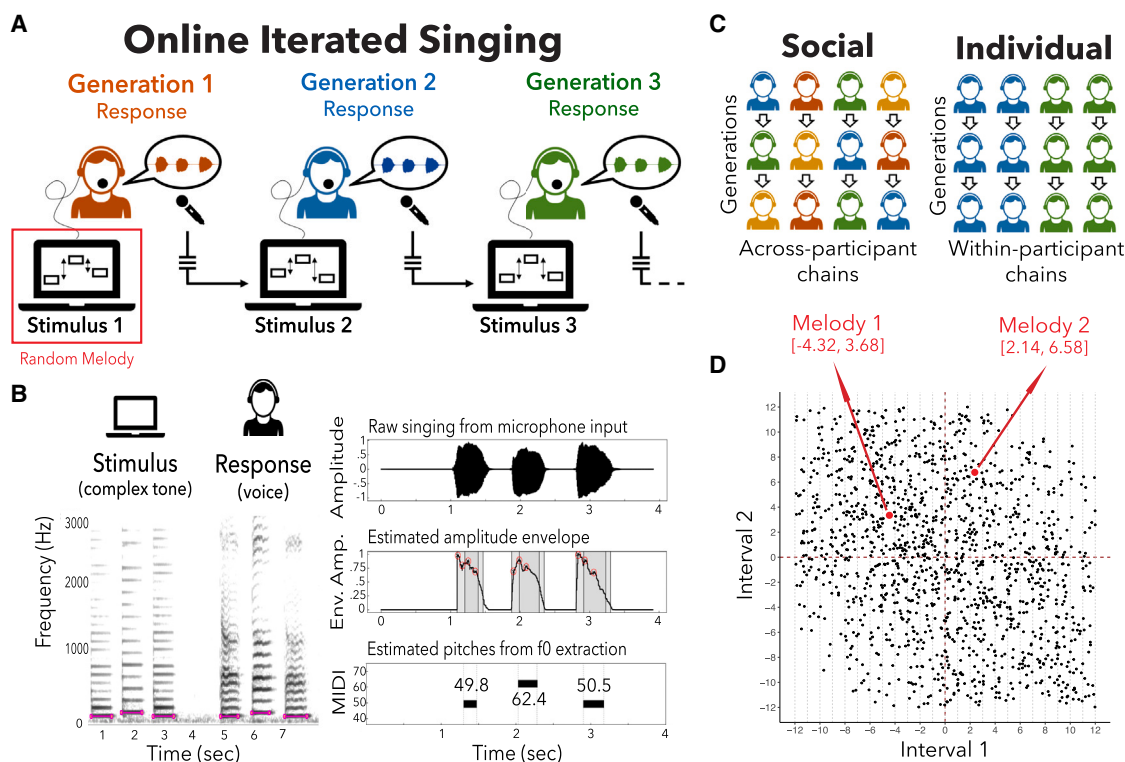 A
Online Iterated Singing
Generation 1
Response
Generation 2
Response
Generation 3
Response
Stimulus 1
Stimulus 2
Stimulus 3
Random Melody
B
Stimulus
(complex tone)
Response
(voice)
Frequency (Hz)
3000
2000
1000
0
1 2 3 4 5 6 7
Time (sec)
Raw singing from microphone input
Amplitude
1
.5
0
-.5
-1
0 1 2 3 4
Estimated amplitude envelope
Env. Amp.
1
.75
.5
.25
0
0 1 2 3 4
Estimated pitches from f0 extraction
MIDI
70
60
50
40
49.8
62.4
50.5
1 2 3 4
Time (sec)
C
Social
Individual
Generations
Generations
Across-participant
chains
Within-participant
chains
D
Melody 1
[-4.32, 3.68]
Melody 2
[2.14, 6.58]
Interval 2
12
10
8
6
4
2
0
−2
−4
−6
−8
−10
−12
−12 −10 −8 −6 −4 −2 0 2 4 6 8 10 12
Interval 1